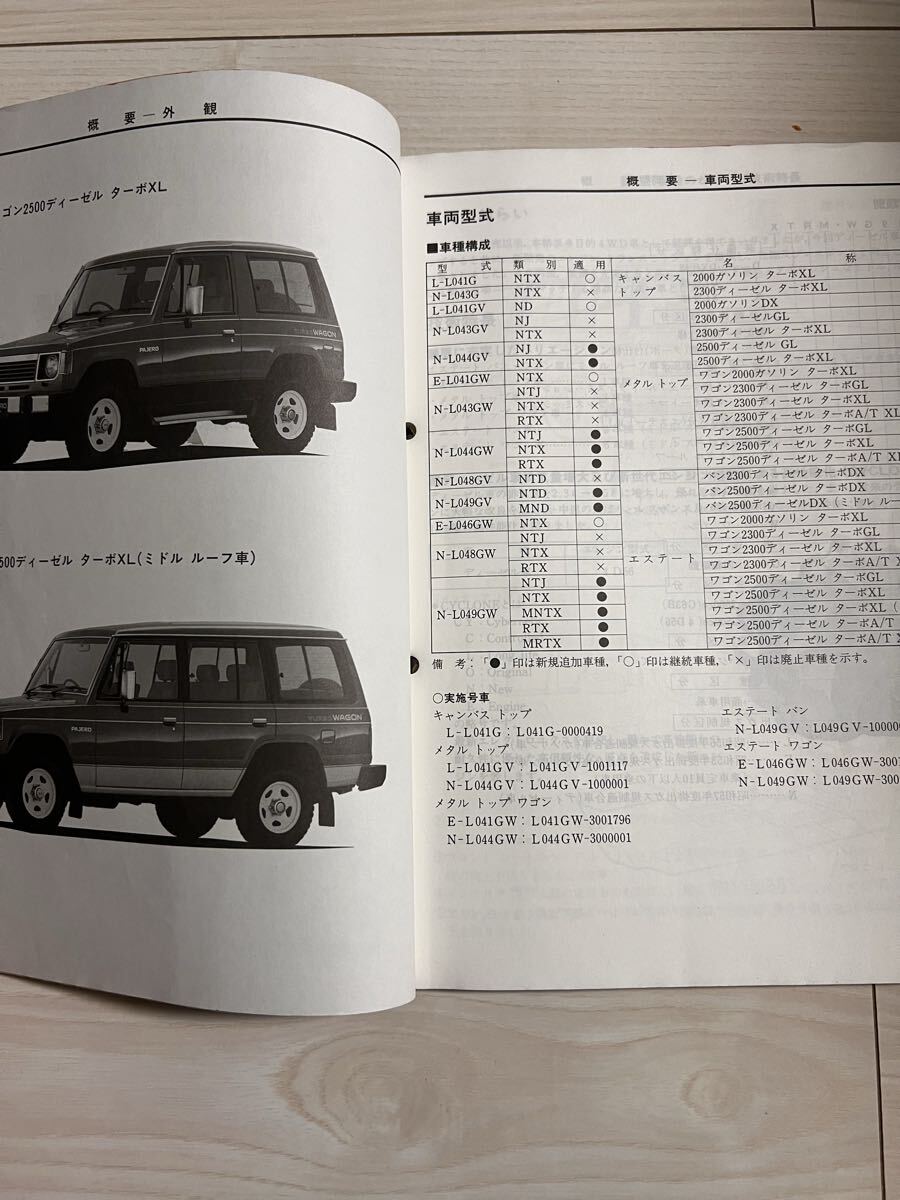 概 要—外 観
ゴン2500ディーゼル ターボXL
PAJERO
TURBO WAGON
500ディーゼル ターボXL(ミドル ルーフ車)
PAJERO
TURBO WAGON
概 要—車両型式
車両型式
■車種構成
型 式 類 別 適 用 名 称
L-L041G NTX ○ キャンバス トップ 2000ガソリン ターボXL
N-L043G NTX × 2300ディーゼル ターボXL
L-L041GV ND ○ メタル トップ 2000ガソリンDX
N-L043GV NJ × 2300ディーゼルGL
NTX × 2300ディーゼル ターボXL
N-L044GV NJ ● 2500ディーゼル GL
NTX ● 2500ディーゼル ターボXL
E-L041GW NTX ○ ワゴン2000ガソリン ターボXL
N-L043GW NTJ × ワゴン2300ディーゼル ターボGL
NTX × ワゴン2300ディーゼル ターボXL
RTX × ワゴン2300ディーゼル ターボA/T XL
N-L044GW NTJ ● ワゴン2500ディーゼル ターボGL
NTX ● ワゴン2500ディーゼル ターボXL
RTX ● ワゴン2500ディーゼル ターボA/T XL
N-L048GV NTD × エステート バン2300ディーゼル ターボDX
N-L049GV NTD ● バン2500ディーゼル ターボDX
MND ● バン2500ディーゼルDX(ミドル ルー
E-L046GW NTX ○ ワゴン2000ガソリン ターボXL
N-L048GW NTJ × ワゴン2300ディーゼル ターボGL
NTX × ワゴン2300ディーゼル ターボXL
RTX × ワゴン2300ディーゼル ターボA/T X
N-L049GW NTJ ● ワゴン2500ディーゼル ターボGL
NTX ● ワゴン2500ディーゼル ターボXL
MNTX ● ワゴン2500ディーゼル ターボXL(
RTX ● ワゴン2500ディーゼル ターボA/T
MRTX ● ワゴン2500ディーゼル ターボA/T X
備 考:「●」印は新規追加車種,「○」印は継続車種,「×」印は廃止車種を示す。
○実施号車
キャンバス トップ
L-L041G:L041G-0000419
メタル トップ
L-L041GV:L041GV-1001117
N-L044GV:L044GV-1000001
メタル トップ ワゴン
E-L041GW:L041GW-3001796
N-L044GW:L044GW-3000001
エステート バン
N-L049GV:L049GV-10000
エステート ワゴン
E-L046GW:L046GW-3001
N-L049GW:L049GW-300